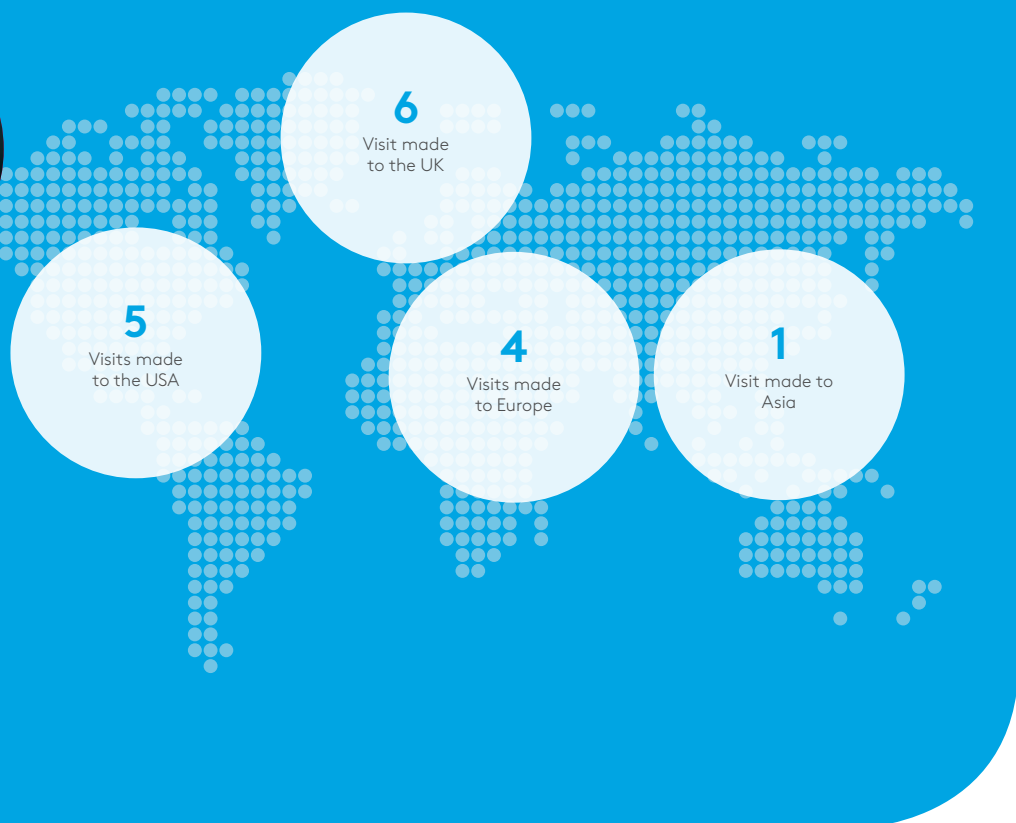 6
Visit made
to the UK
5
Visits made
to the USA
4
Visits made
to Europe
1
Visit made to
Asia